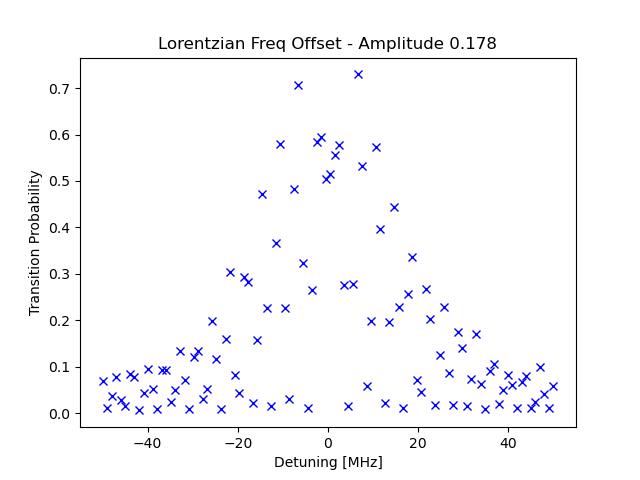 Lorentzian Freq Offset - Amplitude 0.178
0.7
0.6
0.5
0.4
0.3
0.2
0.1
0.0
Transition Probability
−40 −20 0 20 40
Detuning [MHz]